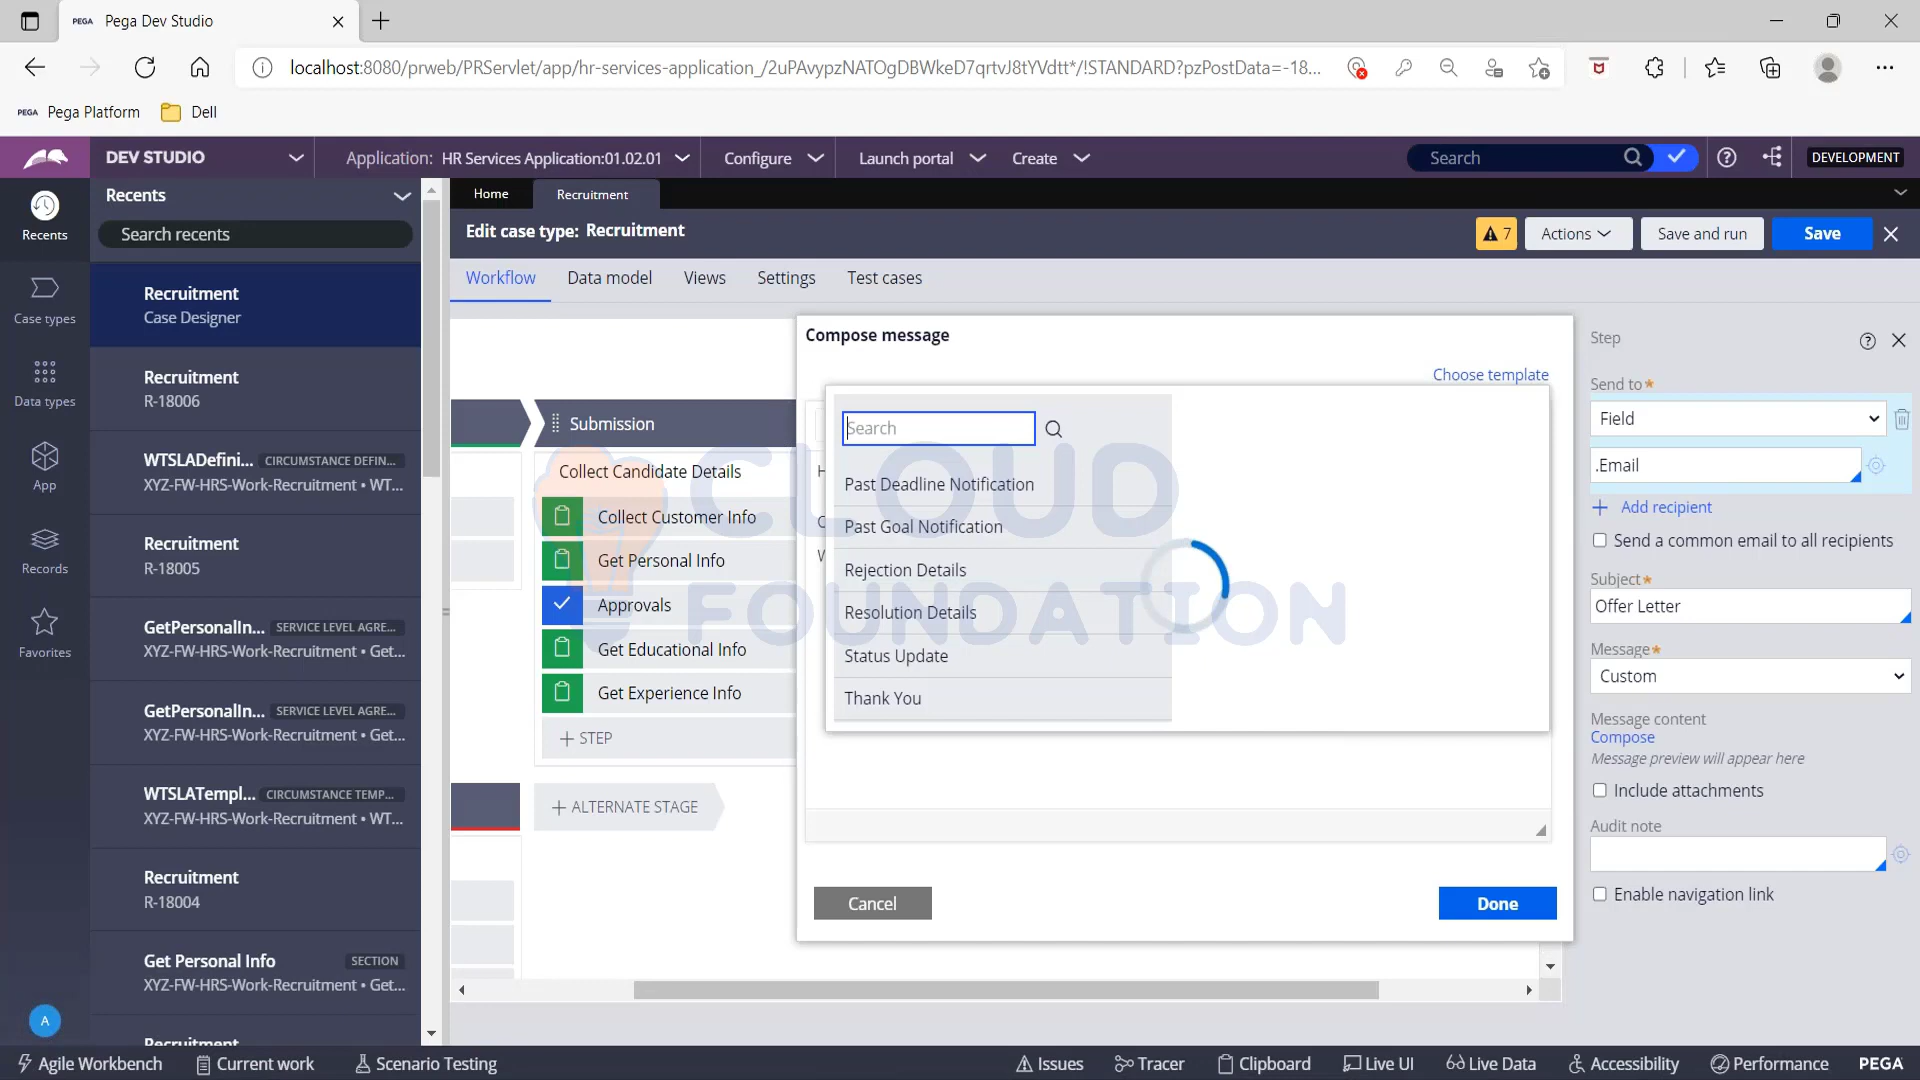 PEGA Pega Dev Studio
localhost:8080/prweb/PRServlet/app/hr-services-application_/2uPAvypzNATOgDBWkeD7qrtvJ8tYVdtt*/!STANDARD?pzPostData=-18...
PEGA Pega Platform Dell
DEV STUDIO Application: HR Services Application:01.02.01 Configure Launch portal Create Search DEVELOPMENT
Recents
Search recents
Recents
Case types
Data types
App
Records
Favorites
A
Recruitment
Case Designer
Recruitment
R-18006
WTSLADefini... CIRCUMSTANCE DEFIN...
XYZ-FW-HRS-Work-Recruitment • WT...
Recruitment
R-18005
GetPersonalIn... SERVICE LEVEL AGRE...
XYZ-FW-HRS-Work-Recruitment • Get...
GetPersonalIn... SERVICE LEVEL AGRE...
XYZ-FW-HRS-Work-Recruitment • Get...
WTSLATempl... CIRCUMSTANCE TEMP...
XYZ-FW-HRS-Work-Recruitment • WT...
Recruitment
R-18004
Get Personal Info SECTION
XYZ-FW-HRS-Work-Recruitment • Get...
Recruitment
Home Recruitment
Edit case type: Recruitment 7 Actions Save and run Save
Workflow Data model Views Settings Test cases
Submission
Collect Candidate Details
Collect Customer Info
Get Personal Info
Approvals
Get Educational Info
Get Experience Info
+ STEP
+ ALTERNATE STAGE
Compose message
Choose template
Search
Past Deadline Notification
Past Goal Notification
Rejection Details
Resolution Details
Status Update
Thank You
Cancel Done
CLOUD
FOUNDATION
Step
Send to*
Field
.Email
+ Add recipient
Send a common email to all recipients
Subject*
Offer Letter
Message*
Custom
Message content
Compose
Message preview will appear here
Include attachments
Audit note
Enable navigation link
Agile Workbench Current work Scenario Testing Issues Tracer Clipboard Live UI Live Data Accessibility Performance PEGA